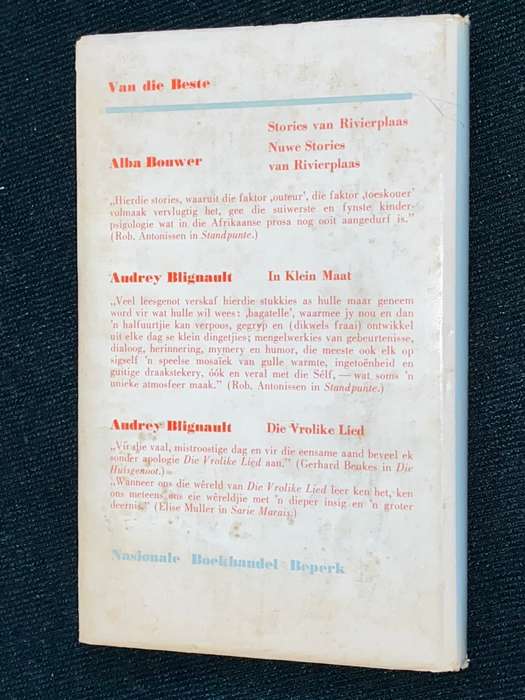 Van die Beste
Stories van Rivierplaas
Nuwe Stories
Alba Bouwer van Rivierplaas
„Hierdie stories, waaruit die faktor ‚outeur’, die faktor ‚toeskouer’
volmaak vervlugtig het, gee die suiwerste en fynste kinder-
psigologie wat in die Afrikaanse prosa nog ooit aangedurf is.”
(Rob. Antonissen in Standpunte.)
Audrey Blignault In Klein Maat
„Veel leesgenot verskaf hierdie stukkies as hulle maar geneem
word vir wat hulle wil wees: ‚bagatelle’, waarmee jy nou en dan
'n halfuurtjie kan verpoos, gegryp en (dikwels fraai) ontwikkel
uit elke dag se klein dingetjies; mengelwerkies van gebeurtenisse,
dialoog, herinnering, mymery en humor, die meeste ook elk op
sigself 'n speelse mosaïek van gulle warmte, ingetoënheid en
guitige draakstekery, óók en veral met die Sélf, — wat soms 'n
unieke atmosfeer maak.” (Rob. Antonissen in Standpunte.)
Audrey Blignault Die Vrolike Lied
„Vir die vaal, mistroostige dag en vir die eensame aand beveel ek
sonder apologie Die Vrolike Lied aan.” (Gerhard Beukes in Die
Huisgenoot.)
„Wanneer ons die wêreld van Die Vrolike Lied leer ken het, ken
ons meteens ons eie wêreldjie met 'n dieper insig en 'n groter
deernis.” (Elise Muller in Sarie Marais.)
Nasionale Boekhandel Beperk